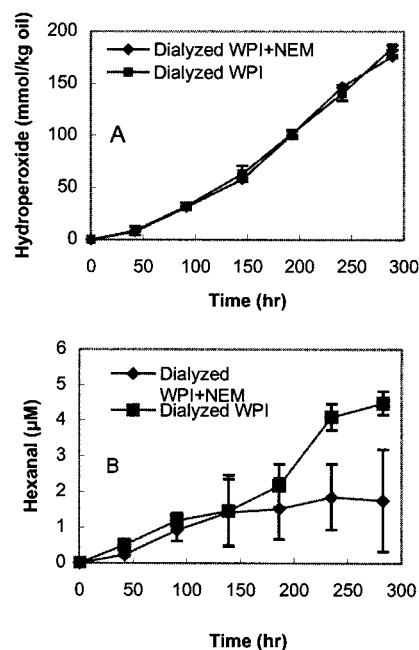 Hydroperoxide (mmol/kg oil)
200
150
100
50
0
Dialyzed WPI+NEM
Dialyzed WPI
A
0 50 100 150 200 250 300
Time (hr)
Hexanal (µM)
6
5
4
3
2
1
0
Dialyzed
WPI+NEM
Dialyzed WPI
B
0 50 100 150 200 250 300
Time (hr)